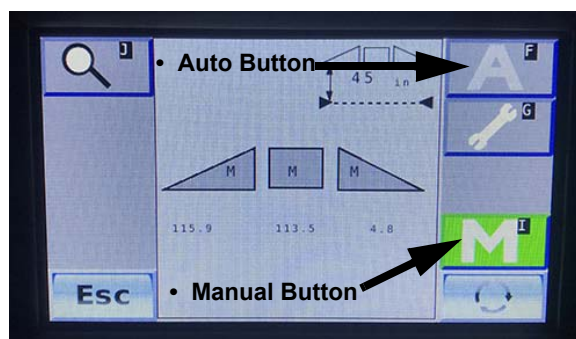 J
• Auto Button
A F
45 in
G
M M M
115.9 113.5 4.8
M I
Esc • Manual Button